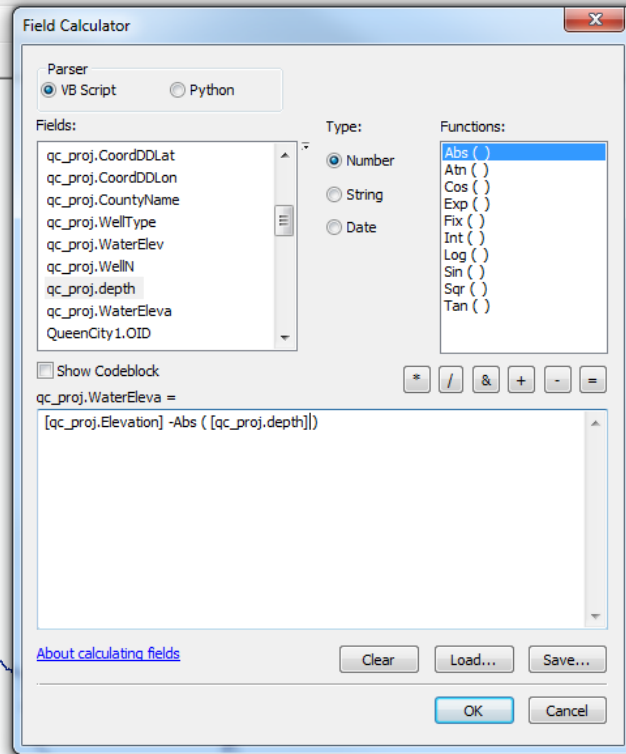 Field Calculator
Parser
VB Script
Python
Fields:
qc_proj.CoordDDLat
qc_proj.CoordDDLon
qc_proj.CountyName
qc_proj.WellType
qc_proj.WaterElev
qc_proj.WellN
qc_proj.depth
qc_proj.WaterEleva
QueenCity1.OID
Type:
Number
String
Date
Functions:
Abs ( )
Atn ( )
Cos ( )
Exp ( )
Fix ( )
Int ( )
Log ( )
Sin ( )
Sqr ( )
Tan ( )
Show Codeblock
* / & + - =
qc_proj.WaterEleva =
[qc_proj.Elevation] -Abs ( [qc_proj.depth])
About calculating fields
Clear
Load...
Save...
OK
Cancel